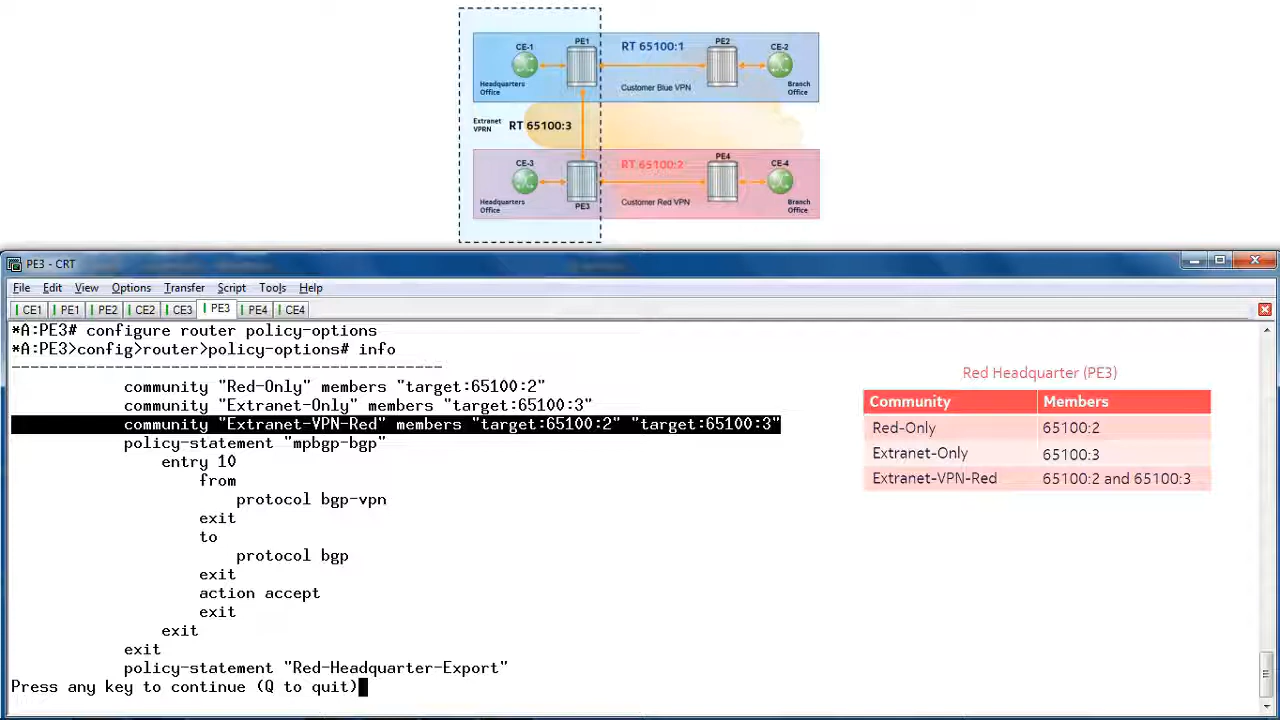 CE-1
PE1
RT 65100:1
PE2
CE-2
Headquarters
Office
Customer Blue VPN
Branch
Office
Extranet
VPRN
RT 65100:3
CE-3
RT 65100:2
PE4
CE-4
Headquarters
Office
PE3
Customer Red VPN
Branch
Office
PE3 - CRT
File Edit View Options Transfer Script Tools Help
CE1 PE1 PE2 CE2 CE3 PE3 PE4 CE4
*A:PE3# configure router policy-options
*A:PE3>config>router>policy-options# info
----------------------------------------------
community "Red-Only" members "target:65100:2"
community "Extranet-Only" members "target:65100:3"
community "Extranet-VPN-Red" members "target:65100:2" "target:65100:3"
policy-statement "mpbgp-bgp"
entry 10
from
protocol bgp-vpn
exit
to
protocol bgp
exit
action accept
exit
exit
exit
policy-statement "Red-Headquarter-Export"
Press any key to continue (Q to quit)
Red Headquarter (PE3)
Community Members
Red-Only 65100:2
Extranet-Only 65100:3
Extranet-VPN-Red 65100:2 and 65100:3